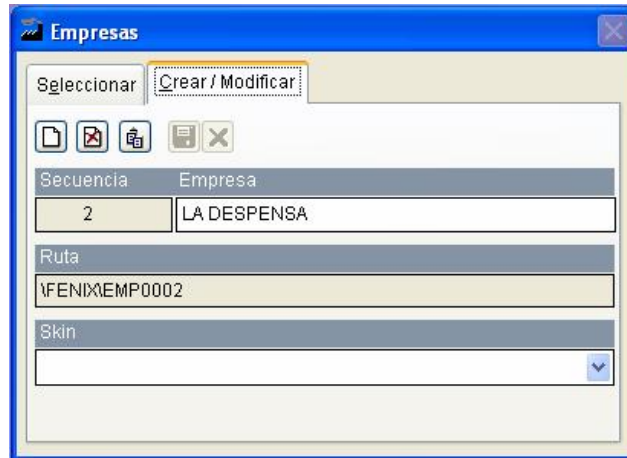 Empresas
Seleccionar Crear / Modificar
Secuencia Empresa
2 LA DESPENSA
Ruta
\FENIX\EMP0002
Skin